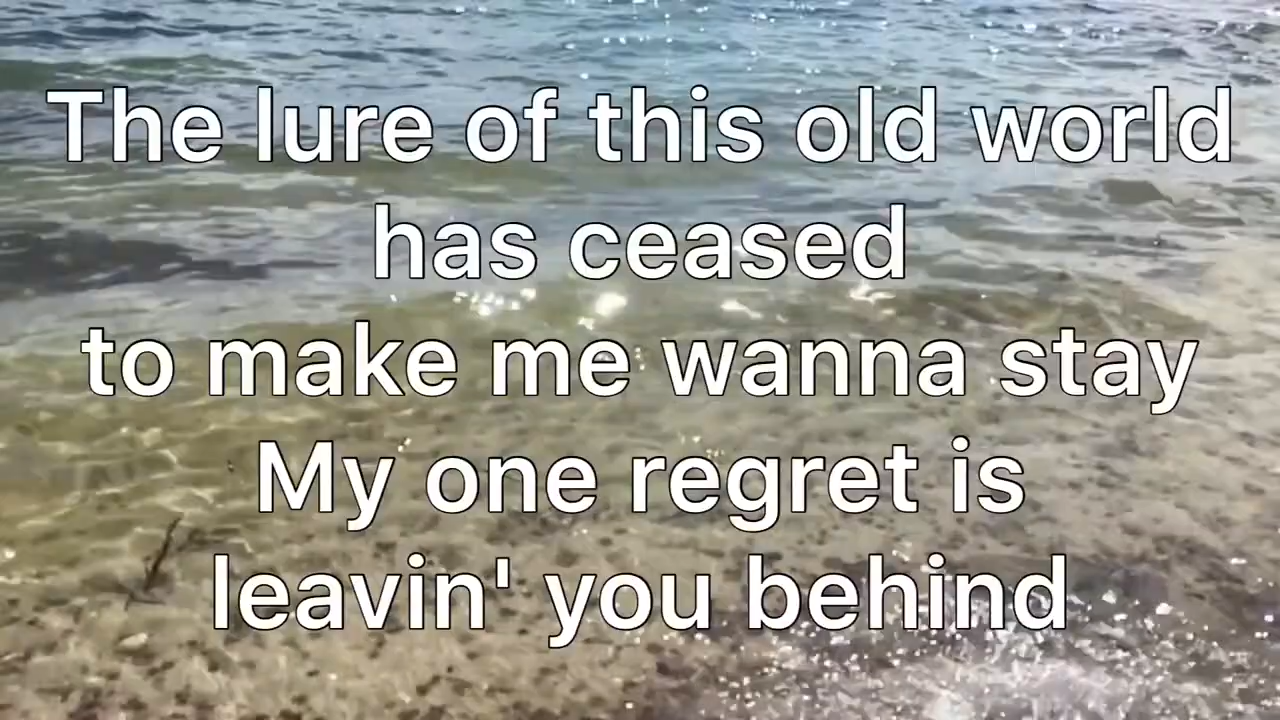 The lure of this old world
has ceased
to make me wanna stay
My one regret is
leavin' you behind